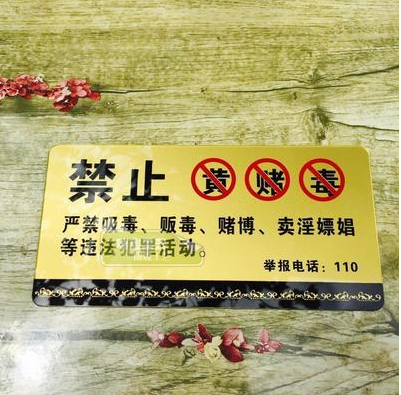 禁止 黄 赌 毒
严禁吸毒、贩毒、赌博、卖淫嫖娼
等违法犯罪活动。
举报电话：110